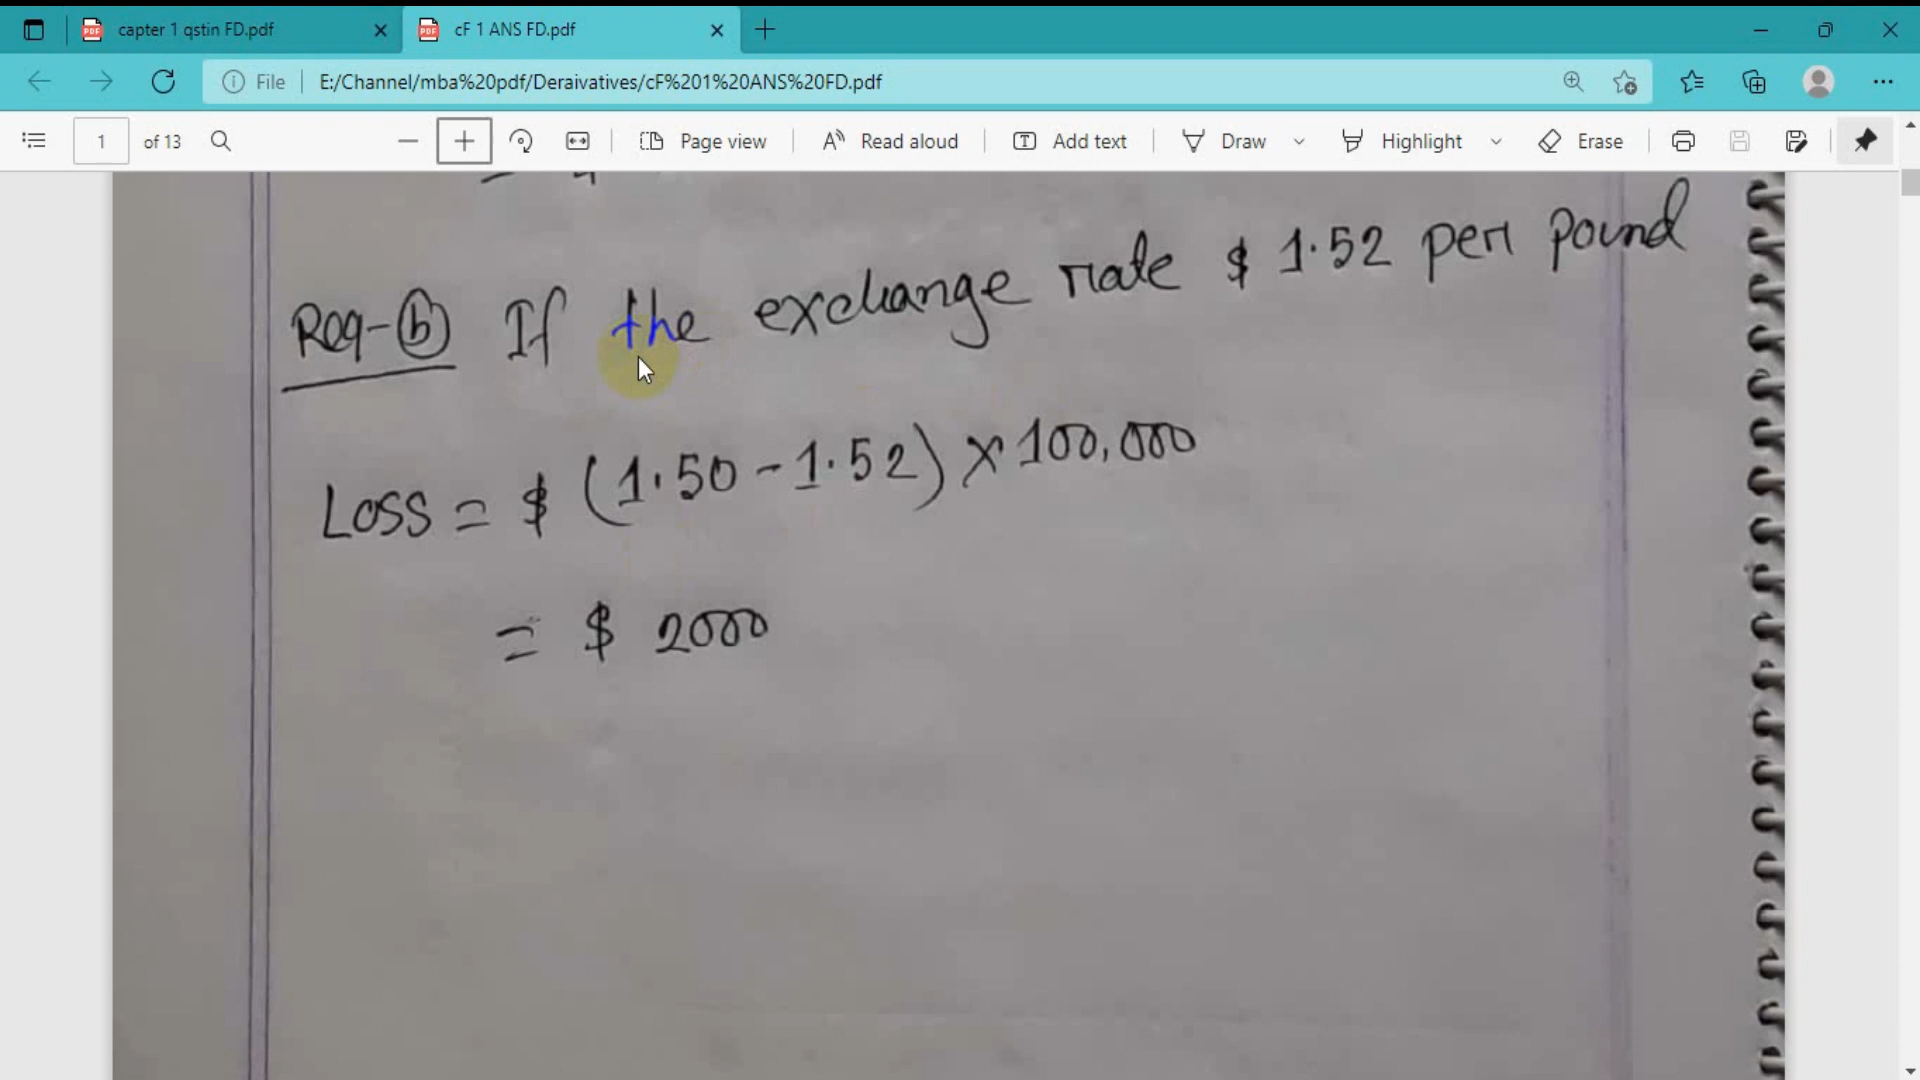 capter 1 qstin FD.pdf
cF 1 ANS FD.pdf
File
E:/Channel/mba%20pdf/Deraivatives/cF%201%20ANS%20FD.pdf
1 of 13
Page view
Read aloud
Add text
Draw
Highlight
Erase
Req-(b) If the exchange rate $ 1.52 per pound
Loss = $ (1.50 - 1.52) × 100,000
= $ 2000